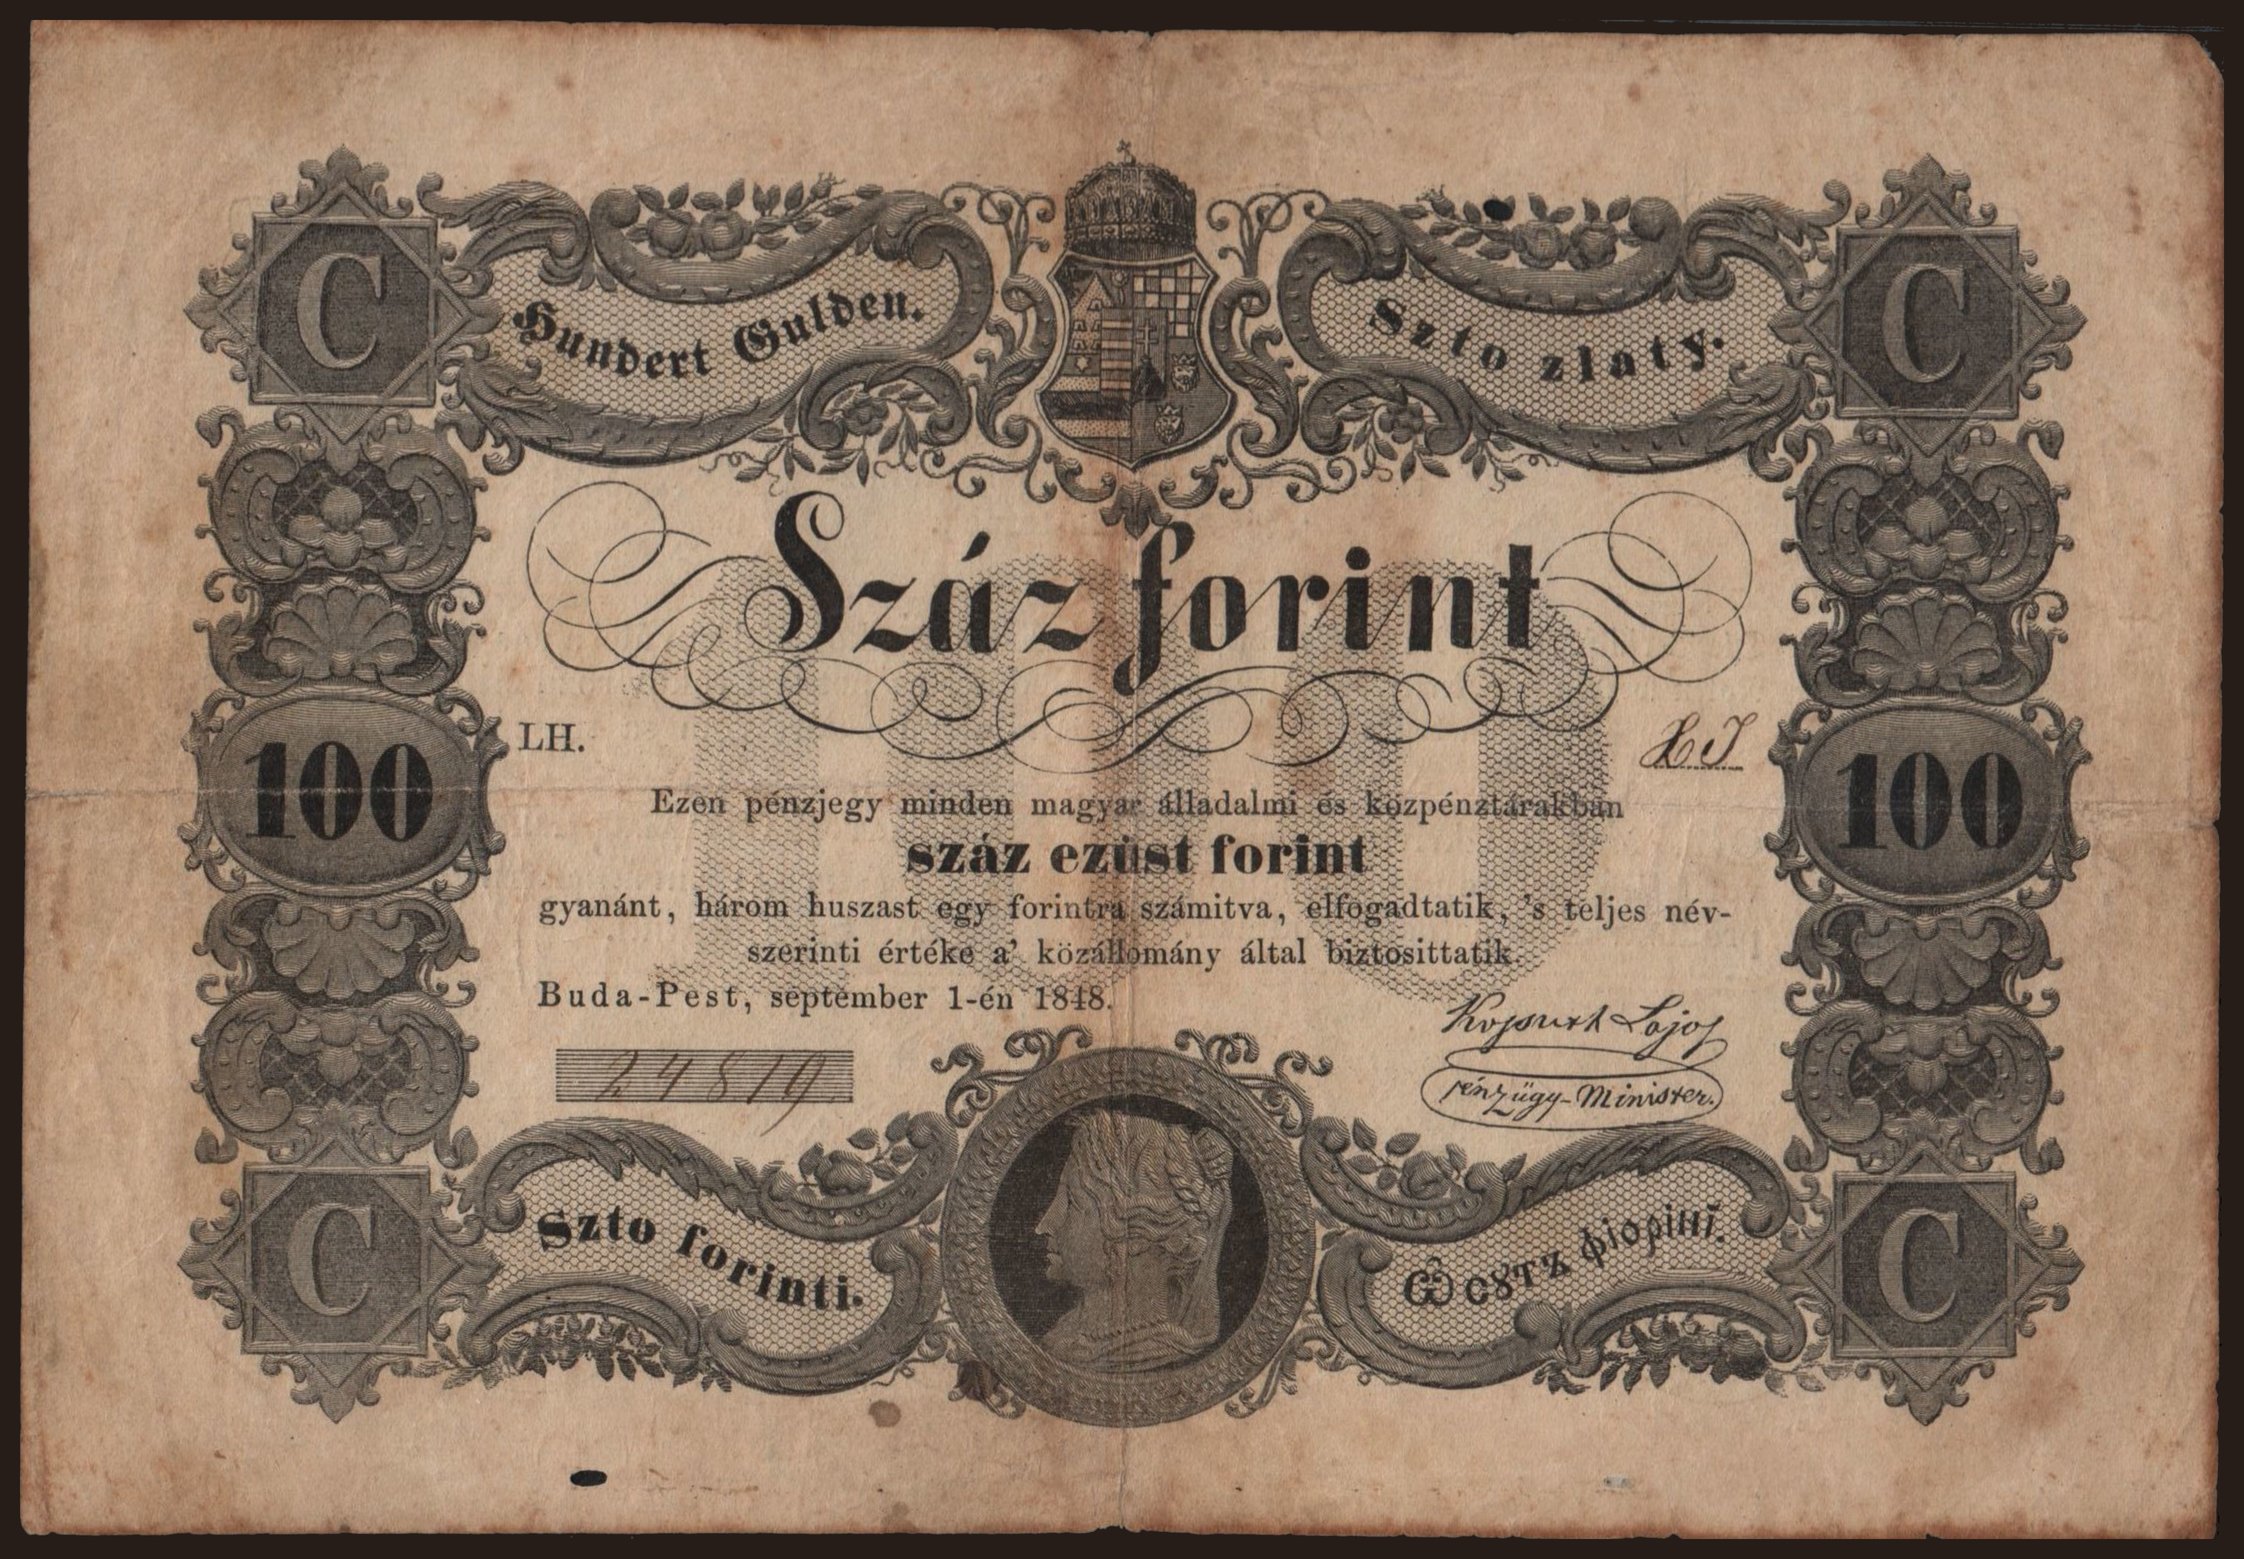 C
Hundert Gulden.
Szto zlaty.
C
Száz forint
LH.
100
100
Ezen pénzjegy minden magyar álladalmi és közpénztárakban
száz ezüst forint
gyanánt, három huszast egy forintra számitva, elfogadtatik, 's teljes név-
szerinti értéke a' közállomány által biztosittatik.
Buda-Pest, september 1-én 1848.
Kossuth Lajos
24819
pénzügy-Minister.
C
Szto forinti.
Ѿ сꙋтъ фіоріні.
C